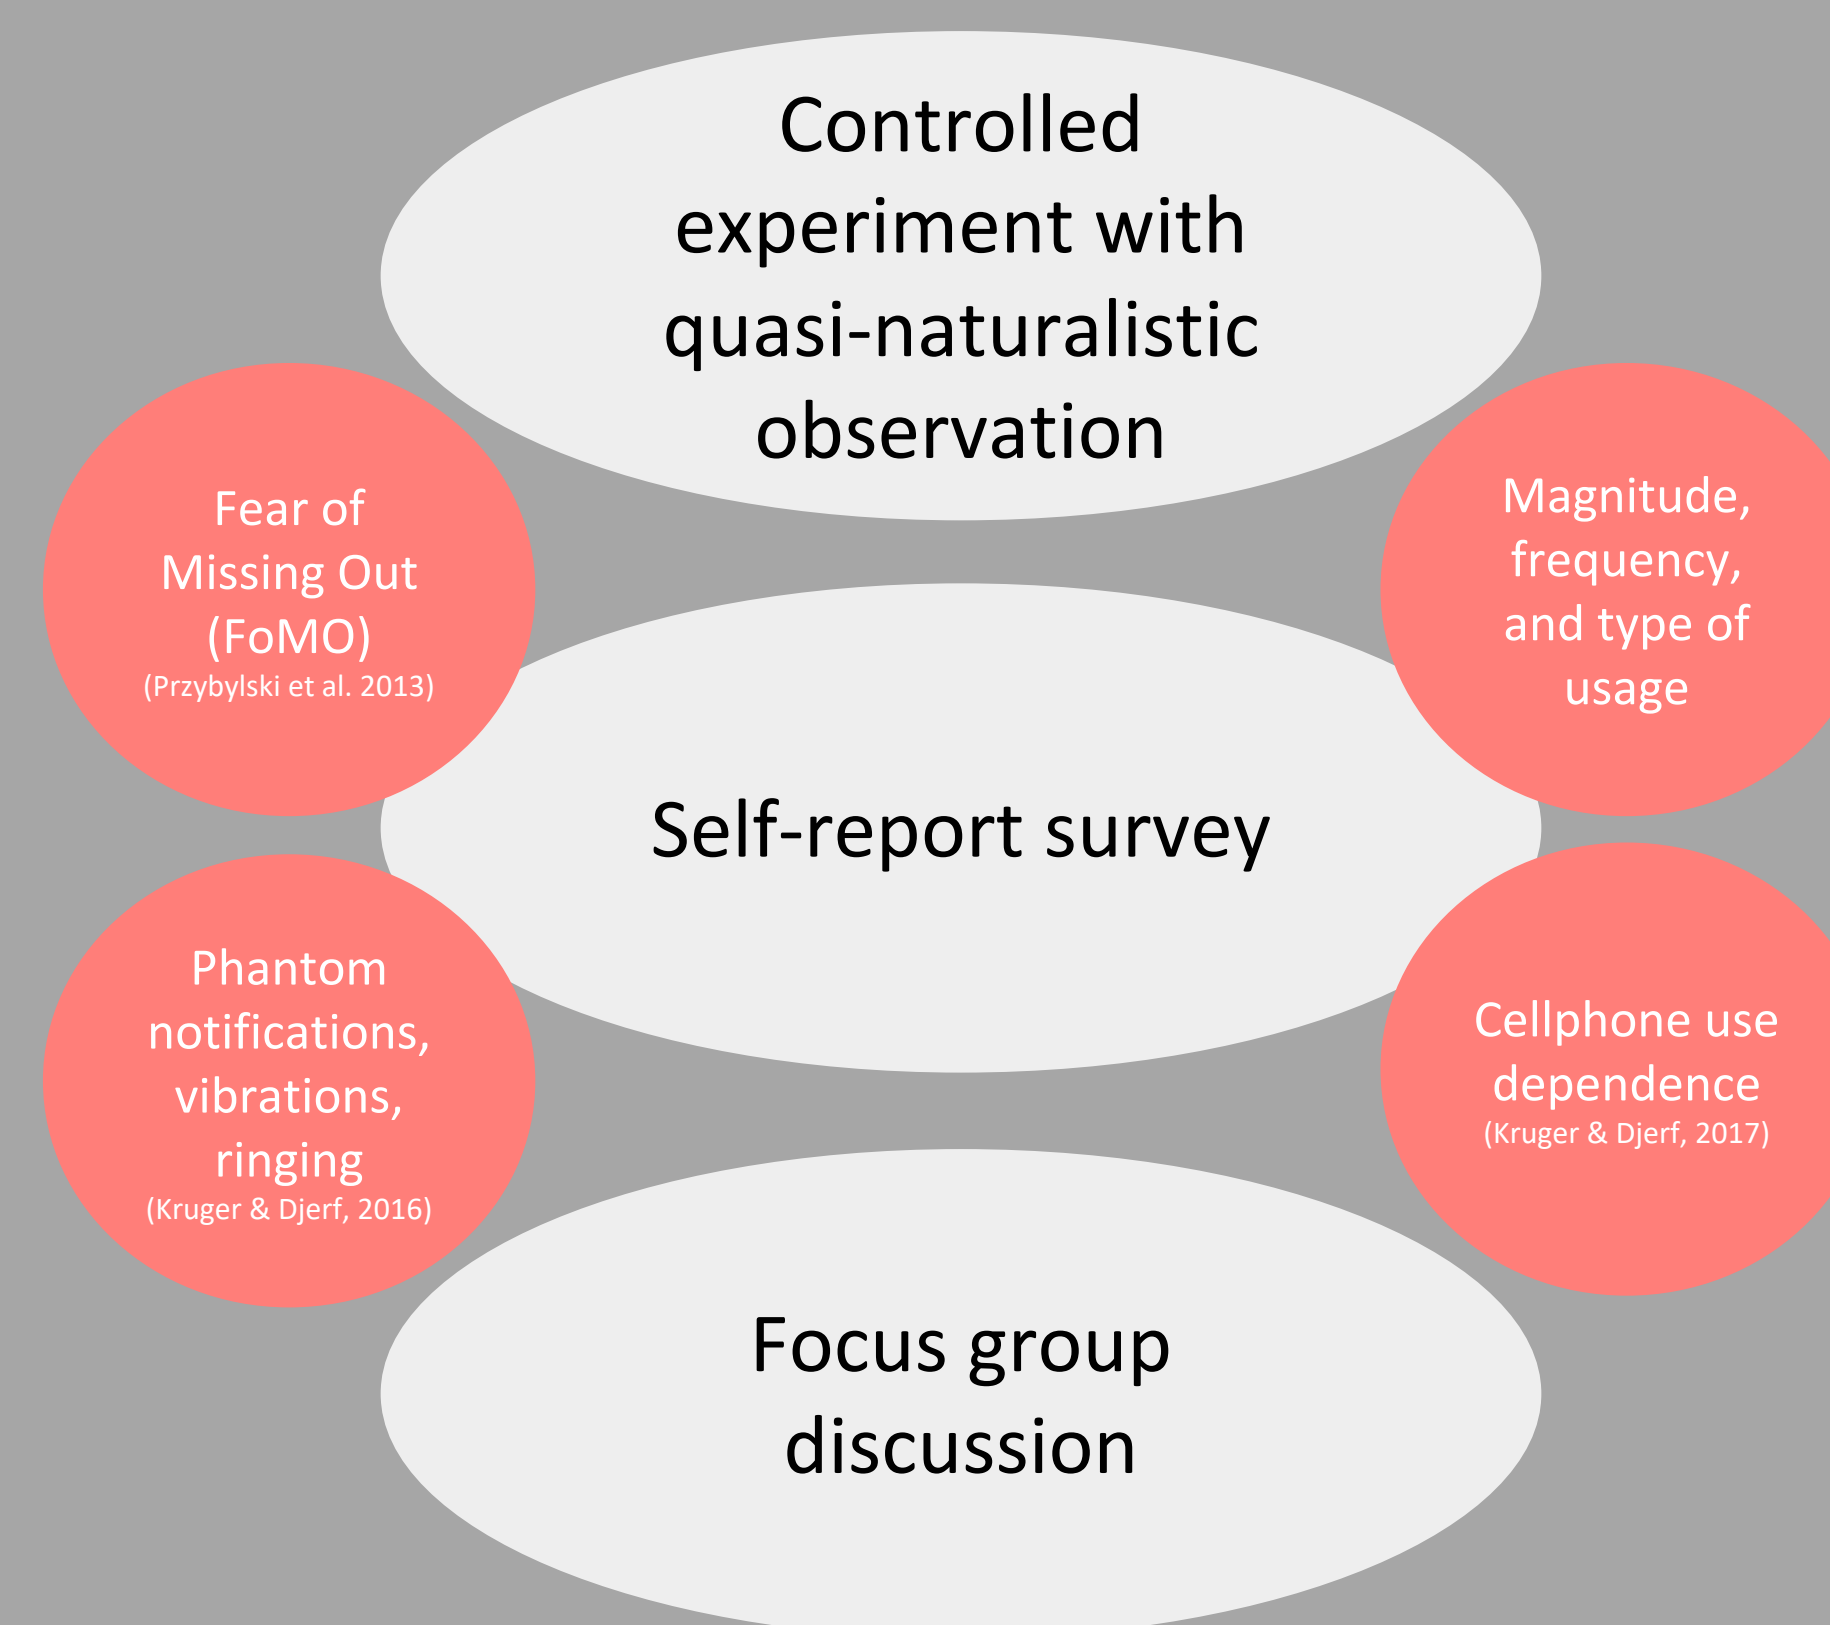 Controlled
experiment with
quasi-naturalistic
observation
Fear of
Missing Out
(FoMO)
(Przybylski et al. 2013)
Magnitude,
frequency,
and type of
usage
Self-report survey
Phantom
notifications,
vibrations,
ringing
(Kruger & Djerf, 2016)
Cellphone use
dependence
(Kruger & Djerf, 2017)
Focus group
discussion